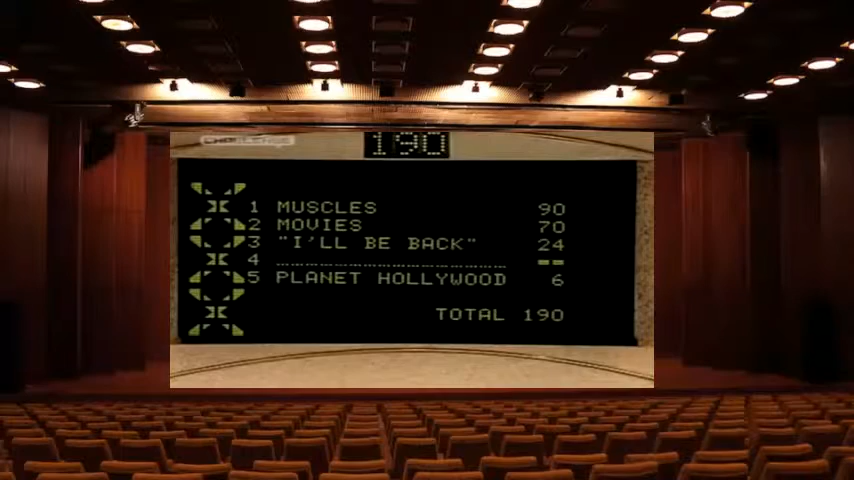 CHALLENGE
190
1 MUSCLES 90
2 MOVIES 70
3 "I'LL BE BACK" 24
4 ........................ ==
5 PLANET HOLLYWOOD 6
TOTAL 190